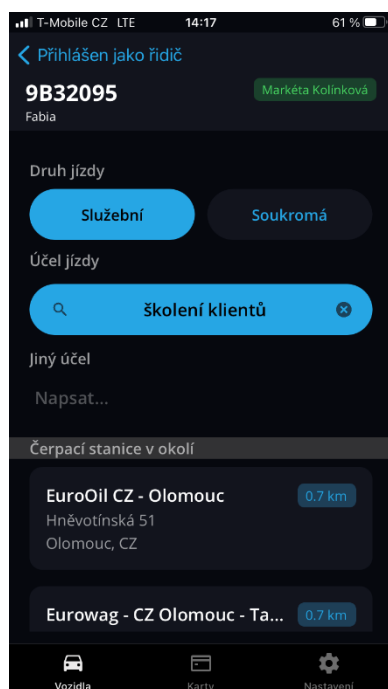 T-Mobile CZ LTE 14:17 61 %
Přihlášen jako řidič
9B32095
Markéta Kolínková
Fabia
Druh jízdy
Služební Soukromá
Účel jízdy
školení klientů
Jiný účel
Napsat...
Čerpací stanice v okolí
EuroOil CZ - Olomouc 0.7 km
Hněvotínská 51
Olomouc, CZ
Eurowag - CZ Olomouc - Ta... 0.7 km
Vozidla Karty Nastavení